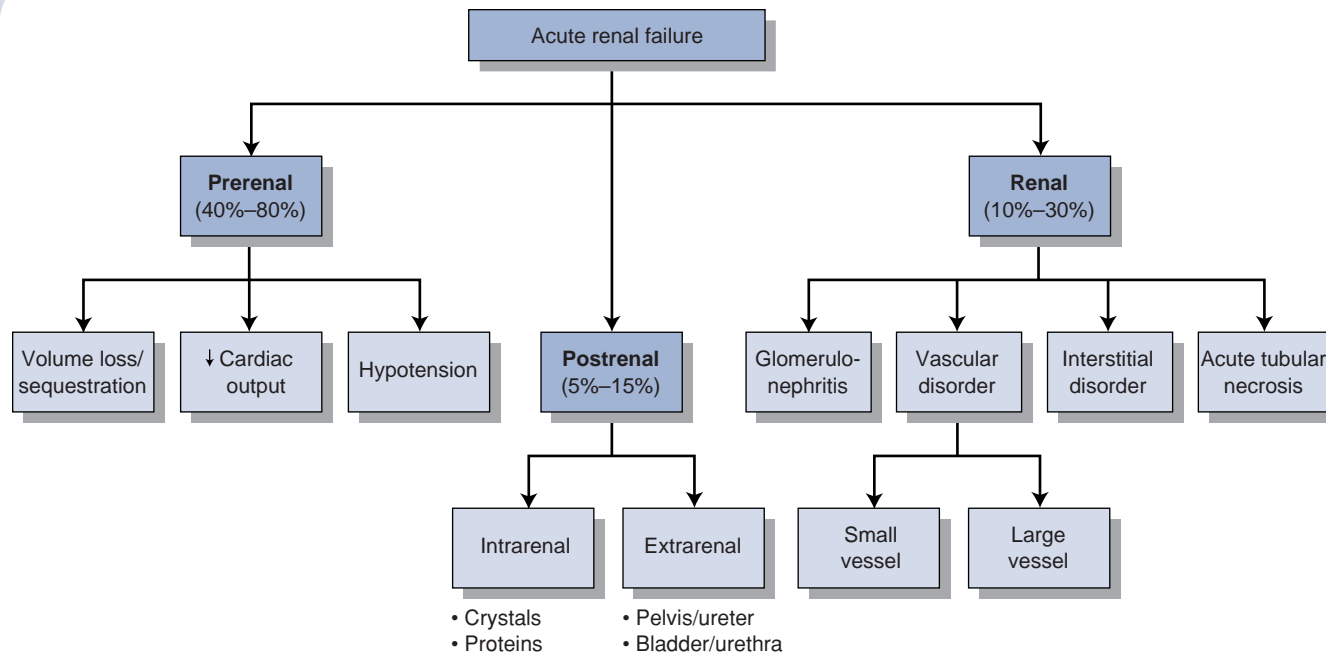 Acute renal failure
Prerenal
(40%–80%)
Renal
(10%–30%)
Volume loss/
sequestration
↓ Cardiac
output
Hypotension
Postrenal
(5%–15%)
Glomerulo-
nephritis
Vascular
disorder
Interstitial
disorder
Acute tubular
necrosis
Intrarenal
Extrarenal
Small
vessel
Large
vessel
• Crystals
• Proteins
• Pelvis/ureter
• Bladder/urethra